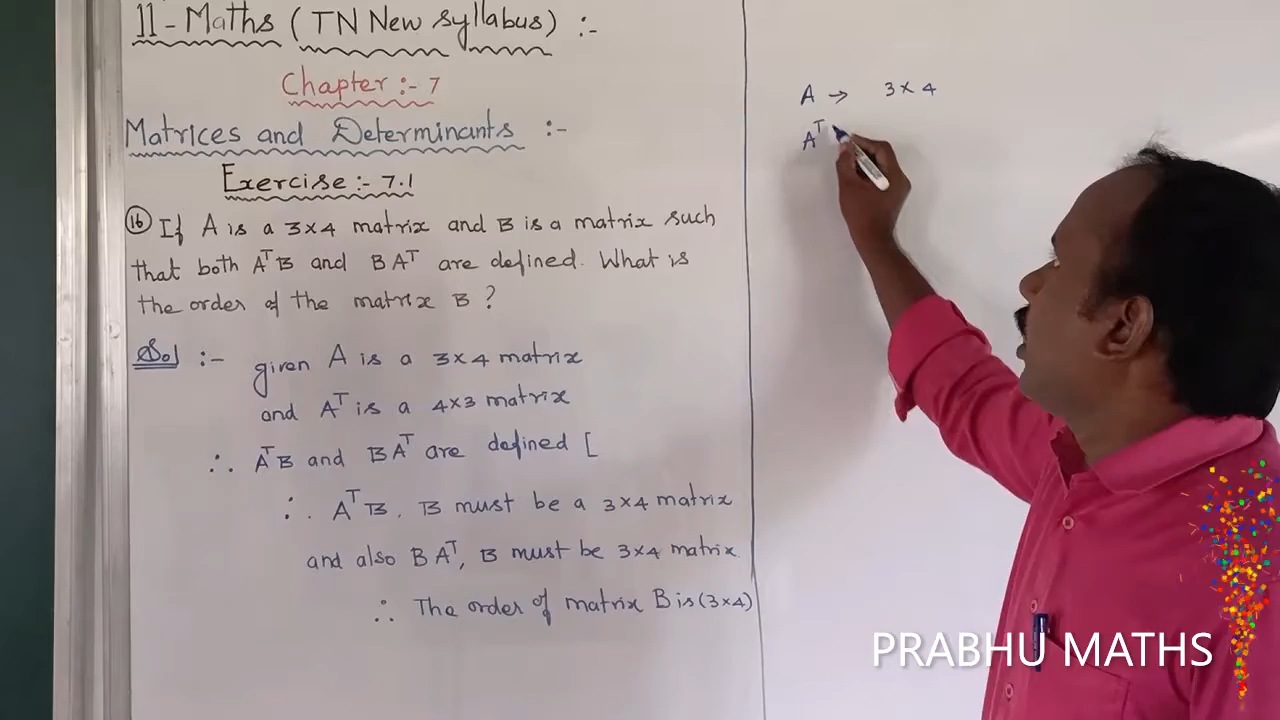 11-Maths (TN New Syllabus) :-
Chapter :- 7
Matrices and Determinants :-
Exercise :- 7.1
16 If A is a 3×4 matrix and B is a matrix such
that both AᵀB and BAᵀ are defined. What is
the order of the matrix B ?
Sol :- given A is a 3×4 matrix
and Aᵀ is a 4×3 matrix
∴ AᵀB and BAᵀ are defined [
∴ AᵀB, B must be a 3×4 matrix
and also BAᵀ, B must be 3×4 matrix.
∴ The order of matrix B is (3×4)
A → 3×4
Aᵀ
PRABHU MATHS